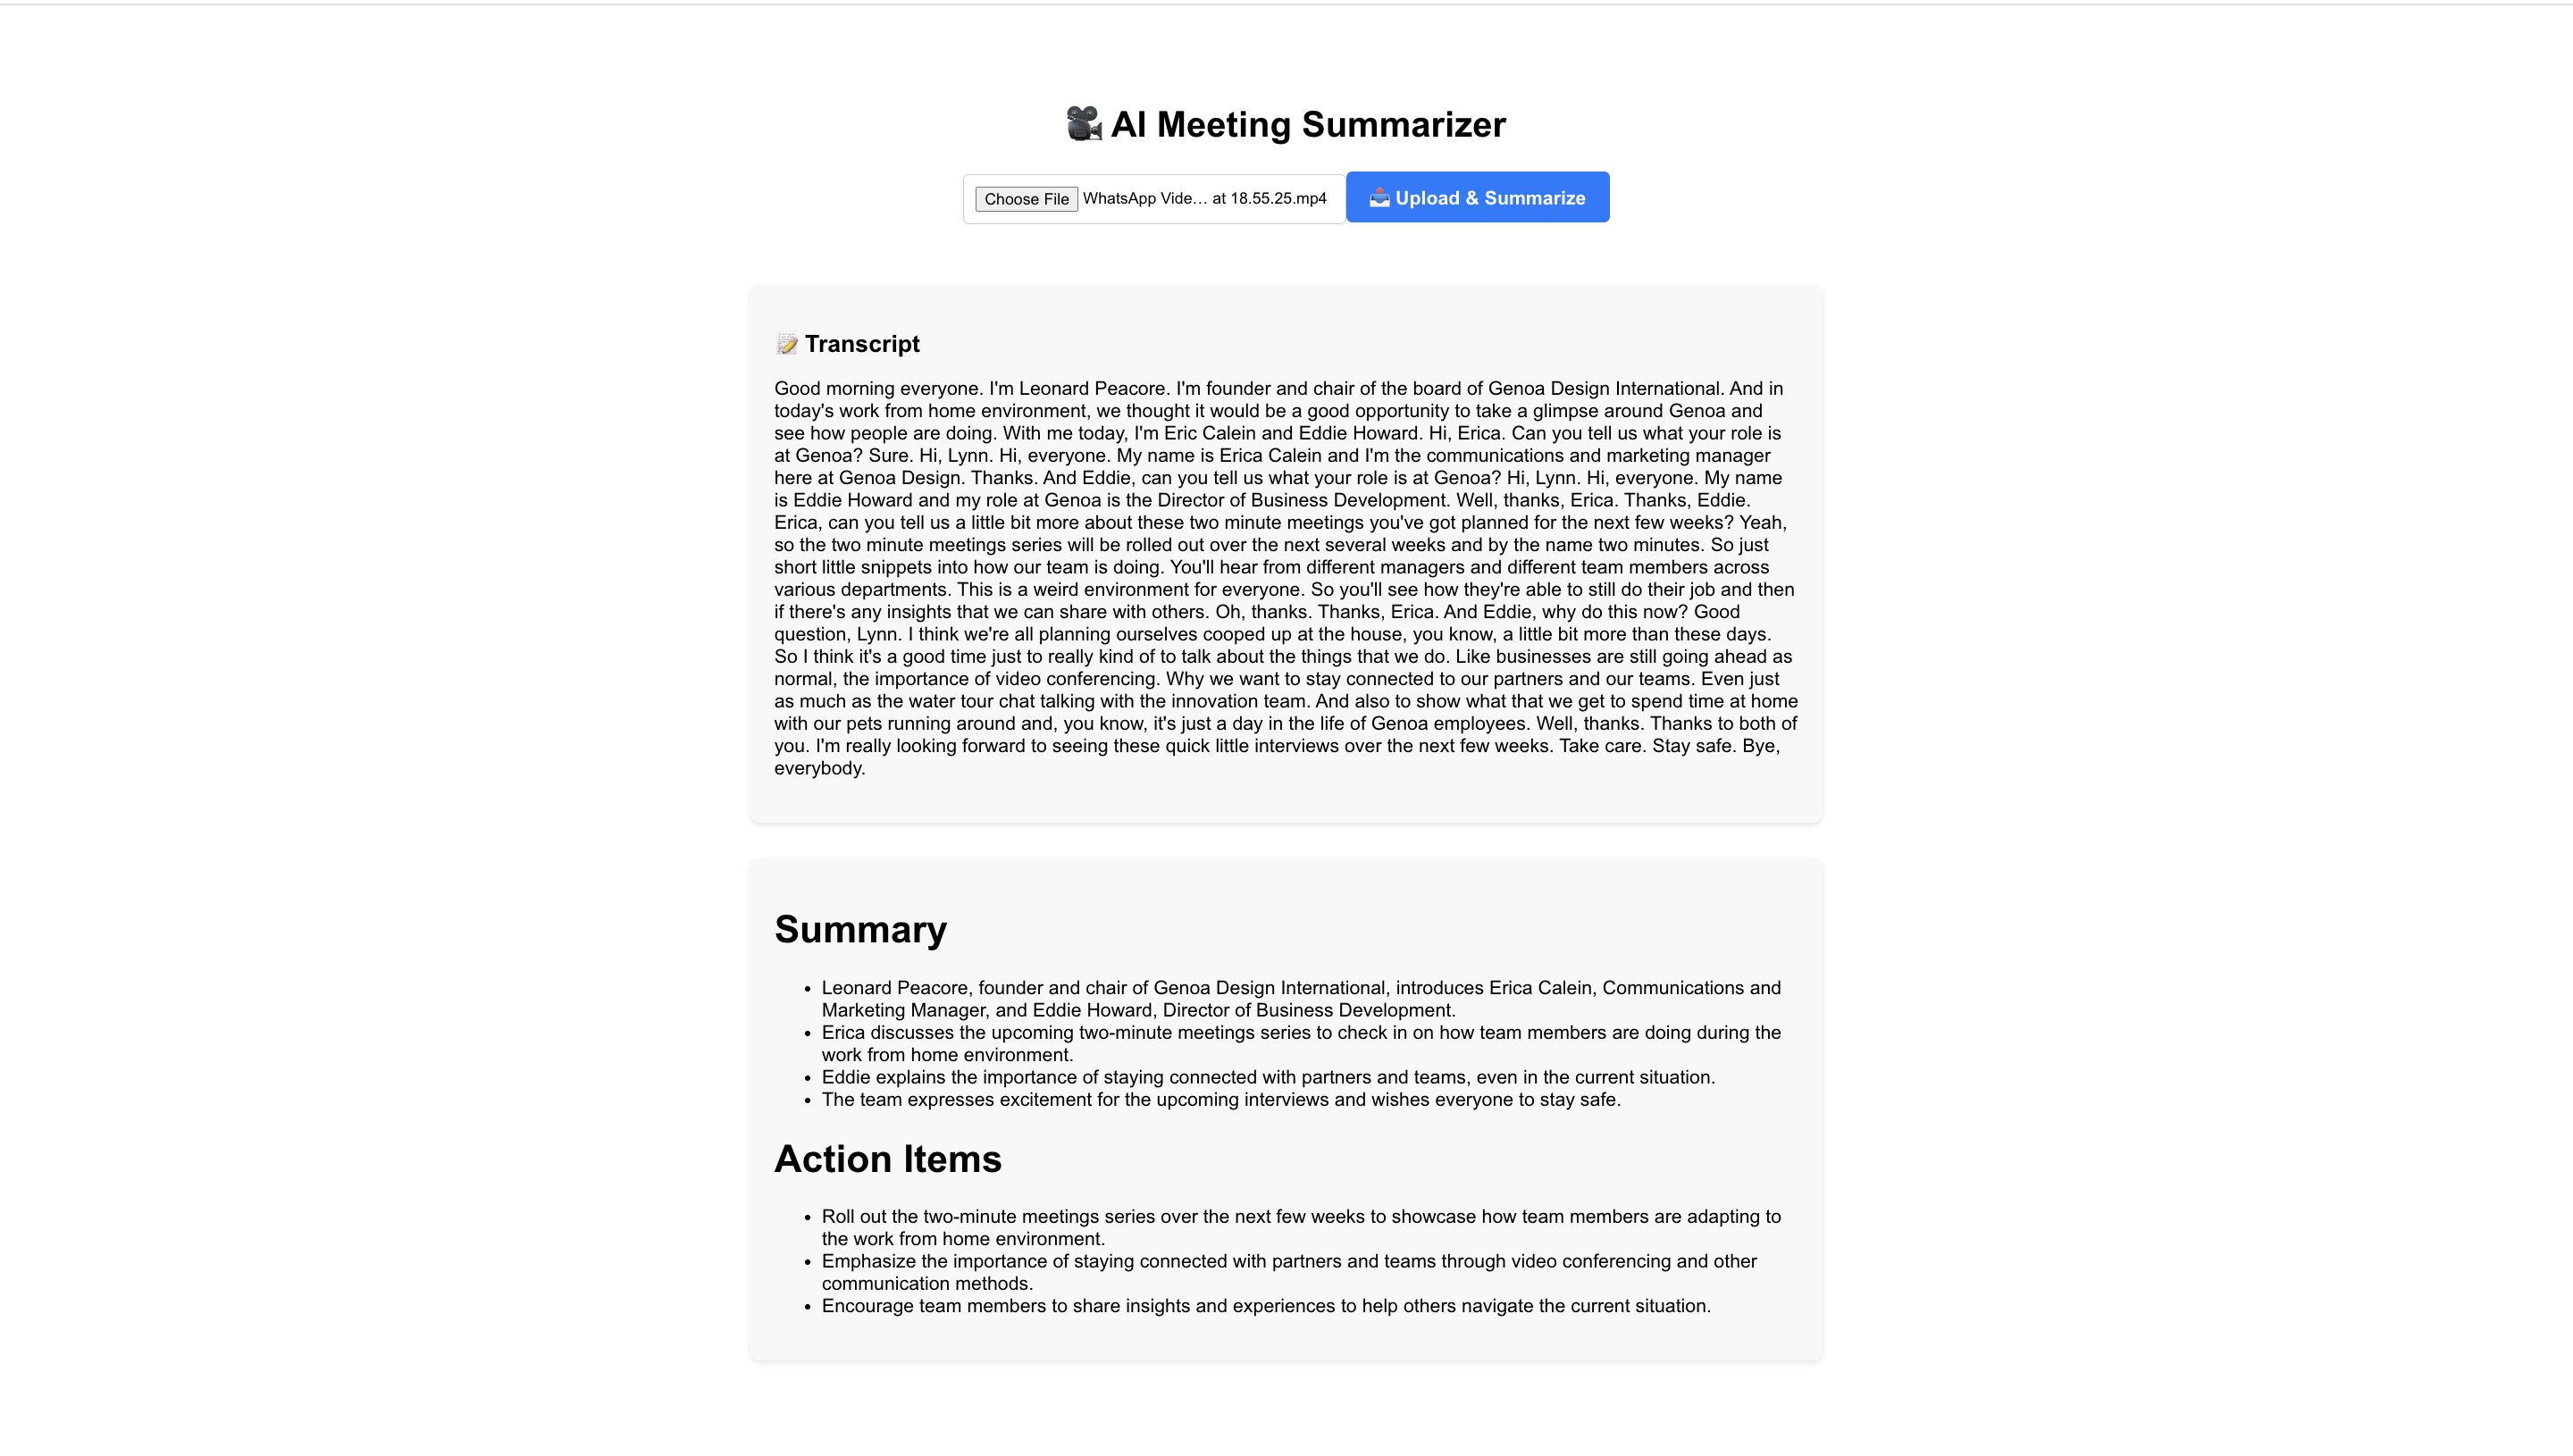 🎥 AI Meeting Summarizer
Choose File WhatsApp Vide… at 18.55.25.mp4
📤 Upload & Summarize
📝 Transcript
Good morning everyone. I'm Leonard Peacore. I'm founder and chair of the board of Genoa Design International. And in
today's work from home environment, we thought it would be a good opportunity to take a glimpse around Genoa and
see how people are doing. With me today, I'm Eric Calein and Eddie Howard. Hi, Erica. Can you tell us what your role is
at Genoa? Sure. Hi, Lynn. Hi, everyone. My name is Erica Calein and I'm the communications and marketing manager
here at Genoa Design. Thanks. And Eddie, can you tell us what your role is at Genoa? Hi, Lynn. Hi, everyone. My name
is Eddie Howard and my role at Genoa is the Director of Business Development. Well, thanks, Erica. Thanks, Eddie.
Erica, can you tell us a little bit more about these two minute meetings you've got planned for the next few weeks? Yeah,
so the two minute meetings series will be rolled out over the next several weeks and by the name two minutes. So just
short little snippets into how our team is doing. You'll hear from different managers and different team members across
various departments. This is a weird environment for everyone. So you'll see how they're able to still do their job and then
if there's any insights that we can share with others. Oh, thanks. Thanks, Erica. And Eddie, why do this now? Good
question, Lynn. I think we're all planning ourselves cooped up at the house, you know, a little bit more than these days.
So I think it's a good time just to really kind of to talk about the things that we do. Like businesses are still going ahead as
normal, the importance of video conferencing. Why we want to stay connected to our partners and our teams. Even just
as much as the water tour chat talking with the innovation team. And also to show what that we get to spend time at home
with our pets running around and, you know, it's just a day in the life of Genoa employees. Well, thanks. Thanks to both of
you. I'm really looking forward to seeing these quick little interviews over the next few weeks. Take care. Stay safe. Bye,
everybody.
Summary
• Leonard Peacore, founder and chair of Genoa Design International, introduces Erica Calein, Communications and
Marketing Manager, and Eddie Howard, Director of Business Development.
• Erica discusses the upcoming two-minute meetings series to check in on how team members are doing during the
work from home environment.
• Eddie explains the importance of staying connected with partners and teams, even in the current situation.
• The team expresses excitement for the upcoming interviews and wishes everyone to stay safe.
Action Items
• Roll out the two-minute meetings series over the next few weeks to showcase how team members are adapting to
the work from home environment.
• Emphasize the importance of staying connected with partners and teams through video conferencing and other
communication methods.
• Encourage team members to share insights and experiences to help others navigate the current situation.